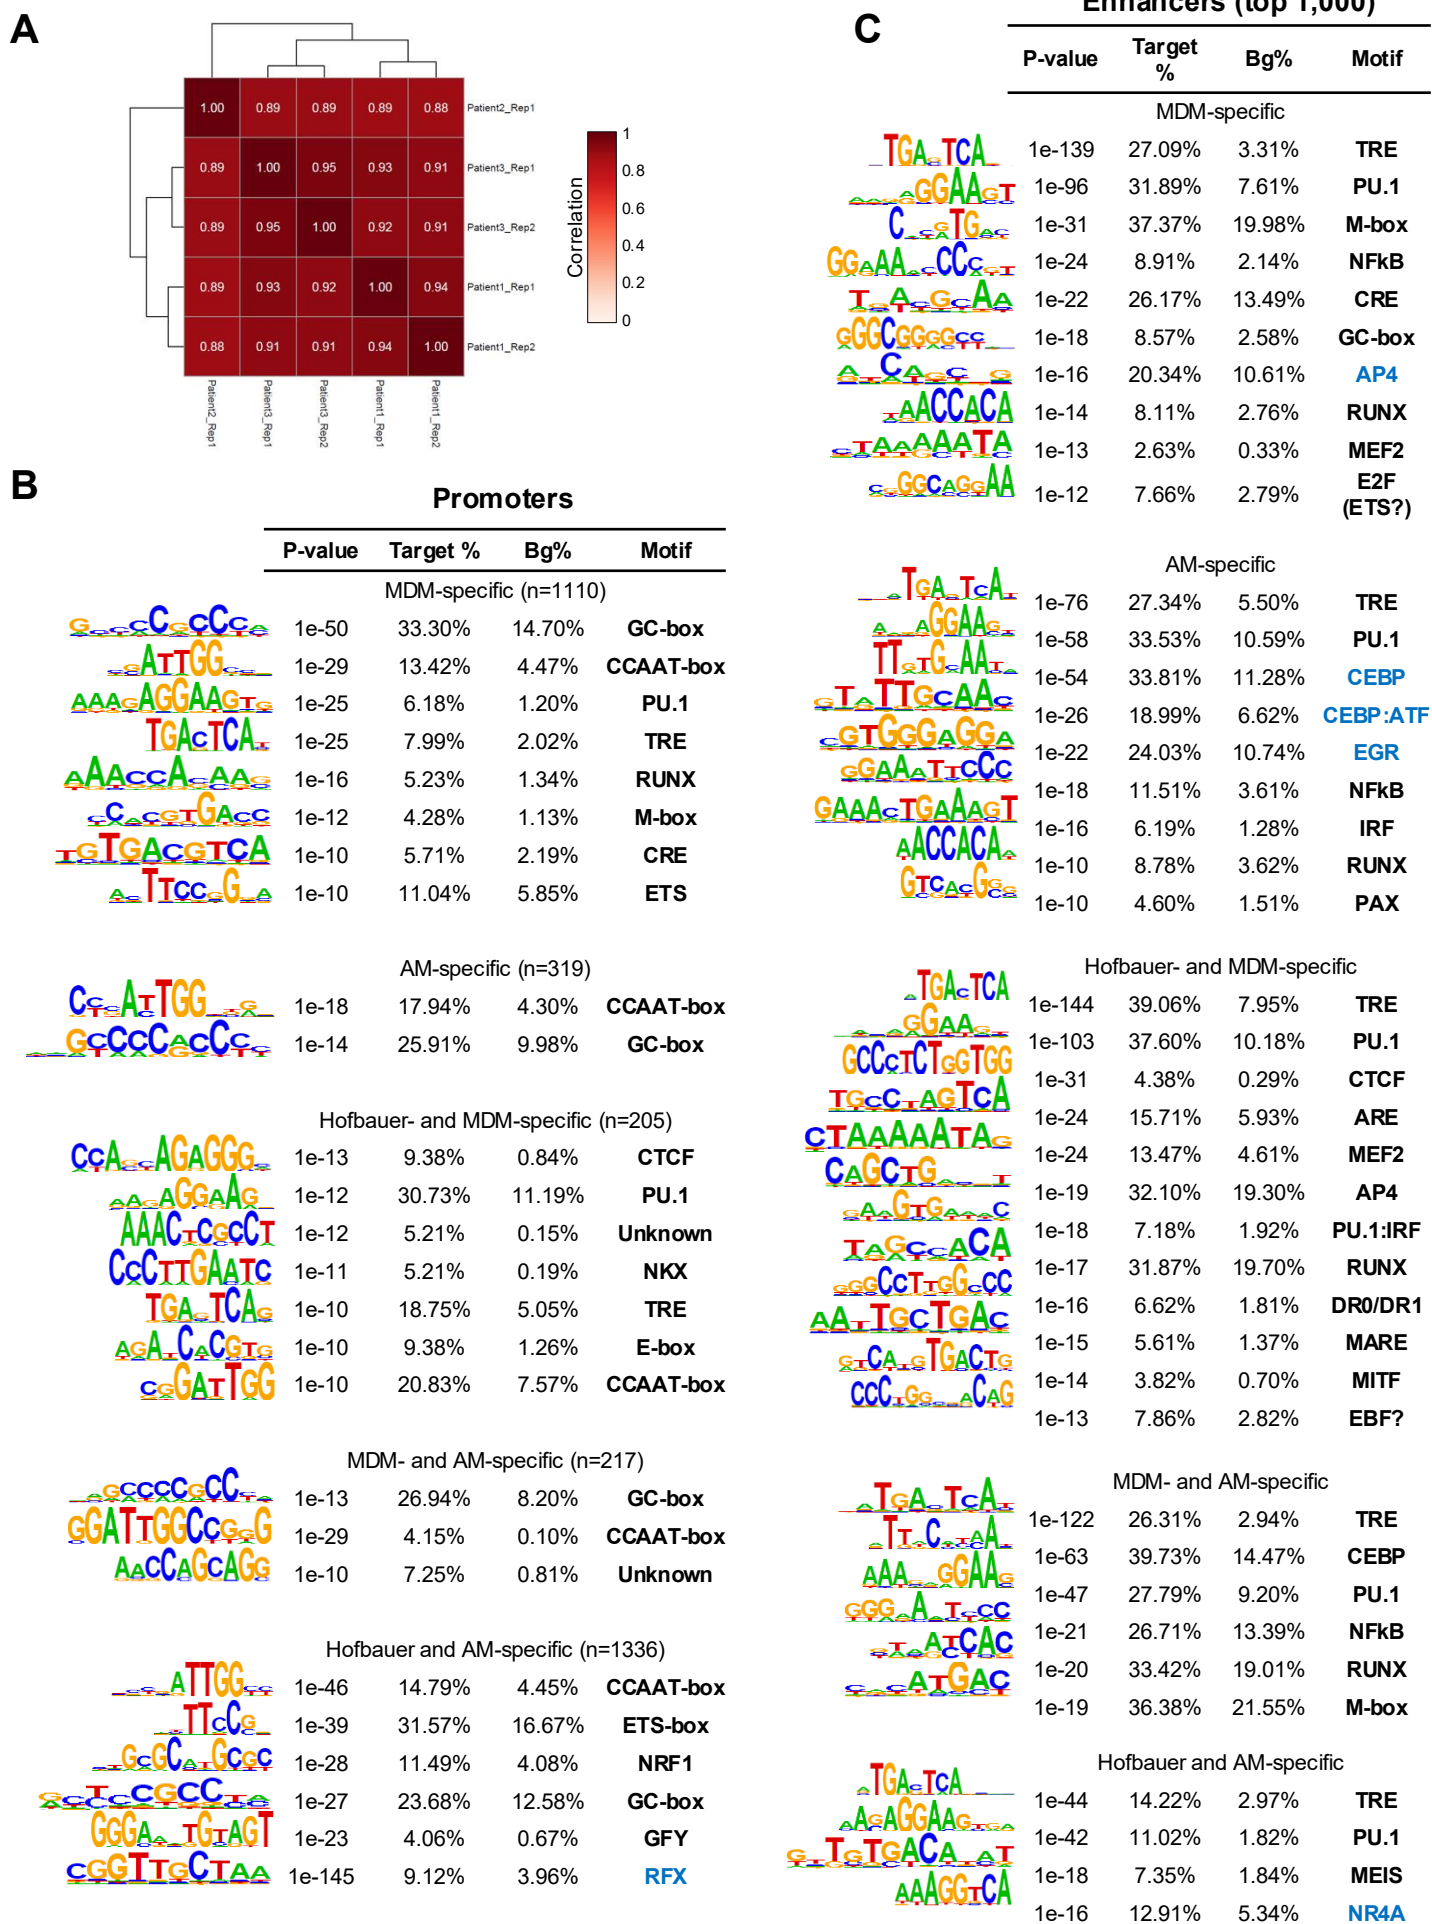 A
1.00 0.89 0.89 0.89 0.88 Patient2_Rep1
0.89 1.00 0.95 0.93 0.91 Patient3_Rep1
0.89 0.95 1.00 0.92 0.91 Patient3_Rep2
0.89 0.93 0.92 1.00 0.94 Patient1_Rep1
0.88 0.91 0.91 0.94 1.00 Patient1_Rep2
Patient2_Rep1 Patient3_Rep1 Patient3_Rep2 Patient1_Rep1 Patient1_Rep2
Correlation
1
0.8
0.6
0.4
0.2
0
B
Promoters
P-value Target % Bg% Motif
MDM-specific (n=1110)
1e-50 33.30% 14.70% GC-box
1e-29 13.42% 4.47% CCAAT-box
1e-25 6.18% 1.20% PU.1
1e-25 7.99% 2.02% TRE
1e-16 5.23% 1.34% RUNX
1e-12 4.28% 1.13% M-box
1e-10 5.71% 2.19% CRE
1e-10 11.04% 5.85% ETS
AM-specific (n=319)
1e-18 17.94% 4.30% CCAAT-box
1e-14 25.91% 9.98% GC-box
Hofbauer- and MDM-specific (n=205)
1e-13 9.38% 0.84% CTCF
1e-12 30.73% 11.19% PU.1
1e-12 5.21% 0.15% Unknown
1e-11 5.21% 0.19% NKX
1e-10 18.75% 5.05% TRE
1e-10 9.38% 1.26% E-box
1e-10 20.83% 7.57% CCAAT-box
MDM- and AM-specific (n=217)
1e-13 26.94% 8.20% GC-box
1e-29 4.15% 0.10% CCAAT-box
1e-10 7.25% 0.81% Unknown
Hofbauer and AM-specific (n=1336)
1e-46 14.79% 4.45% CCAAT-box
1e-39 31.57% 16.67% ETS-box
1e-28 11.49% 4.08% NRF1
1e-27 23.68% 12.58% GC-box
1e-23 4.06% 0.67% GFY
1e-145 9.12% 3.96% RFX
C
Enhancers (top 1,000)
P-value Target % Bg% Motif
MDM-specific
1e-139 27.09% 3.31% TRE
1e-96 31.89% 7.61% PU.1
1e-31 37.37% 19.98% M-box
1e-24 8.91% 2.14% NFkB
1e-22 26.17% 13.49% CRE
1e-18 8.57% 2.58% GC-box
1e-16 20.34% 10.61% AP4
1e-14 8.11% 2.76% RUNX
1e-13 2.63% 0.33% MEF2
1e-12 7.66% 2.79% E2F
(ETS?)
AM-specific
1e-76 27.34% 5.50% TRE
1e-58 33.53% 10.59% PU.1
1e-54 33.81% 11.28% CEBP
1e-26 18.99% 6.62% CEBP:ATF
1e-22 24.03% 10.74% EGR
1e-18 11.51% 3.61% NFkB
1e-16 6.19% 1.28% IRF
1e-10 8.78% 3.62% RUNX
1e-10 4.60% 1.51% PAX
Hofbauer- and MDM-specific
1e-144 39.06% 7.95% TRE
1e-103 37.60% 10.18% PU.1
1e-31 4.38% 0.29% CTCF
1e-24 15.71% 5.93% ARE
1e-24 13.47% 4.61% MEF2
1e-19 32.10% 19.30% AP4
1e-18 7.18% 1.92% PU.1:IRF
1e-17 31.87% 19.70% RUNX
1e-16 6.62% 1.81% DR0/DR1
1e-15 5.61% 1.37% MARE
1e-14 3.82% 0.70% MITF
1e-13 7.86% 2.82% EBF?
MDM- and AM-specific
1e-122 26.31% 2.94% TRE
1e-63 39.73% 14.47% CEBP
1e-47 27.79% 9.20% PU.1
1e-21 26.71% 13.39% NFkB
1e-20 33.42% 19.01% RUNX
1e-19 36.38% 21.55% M-box
Hofbauer and AM-specific
1e-44 14.22% 2.97% TRE
1e-42 11.02% 1.82% PU.1
1e-18 7.35% 1.84% MEIS
1e-16 12.91% 5.34% NR4A